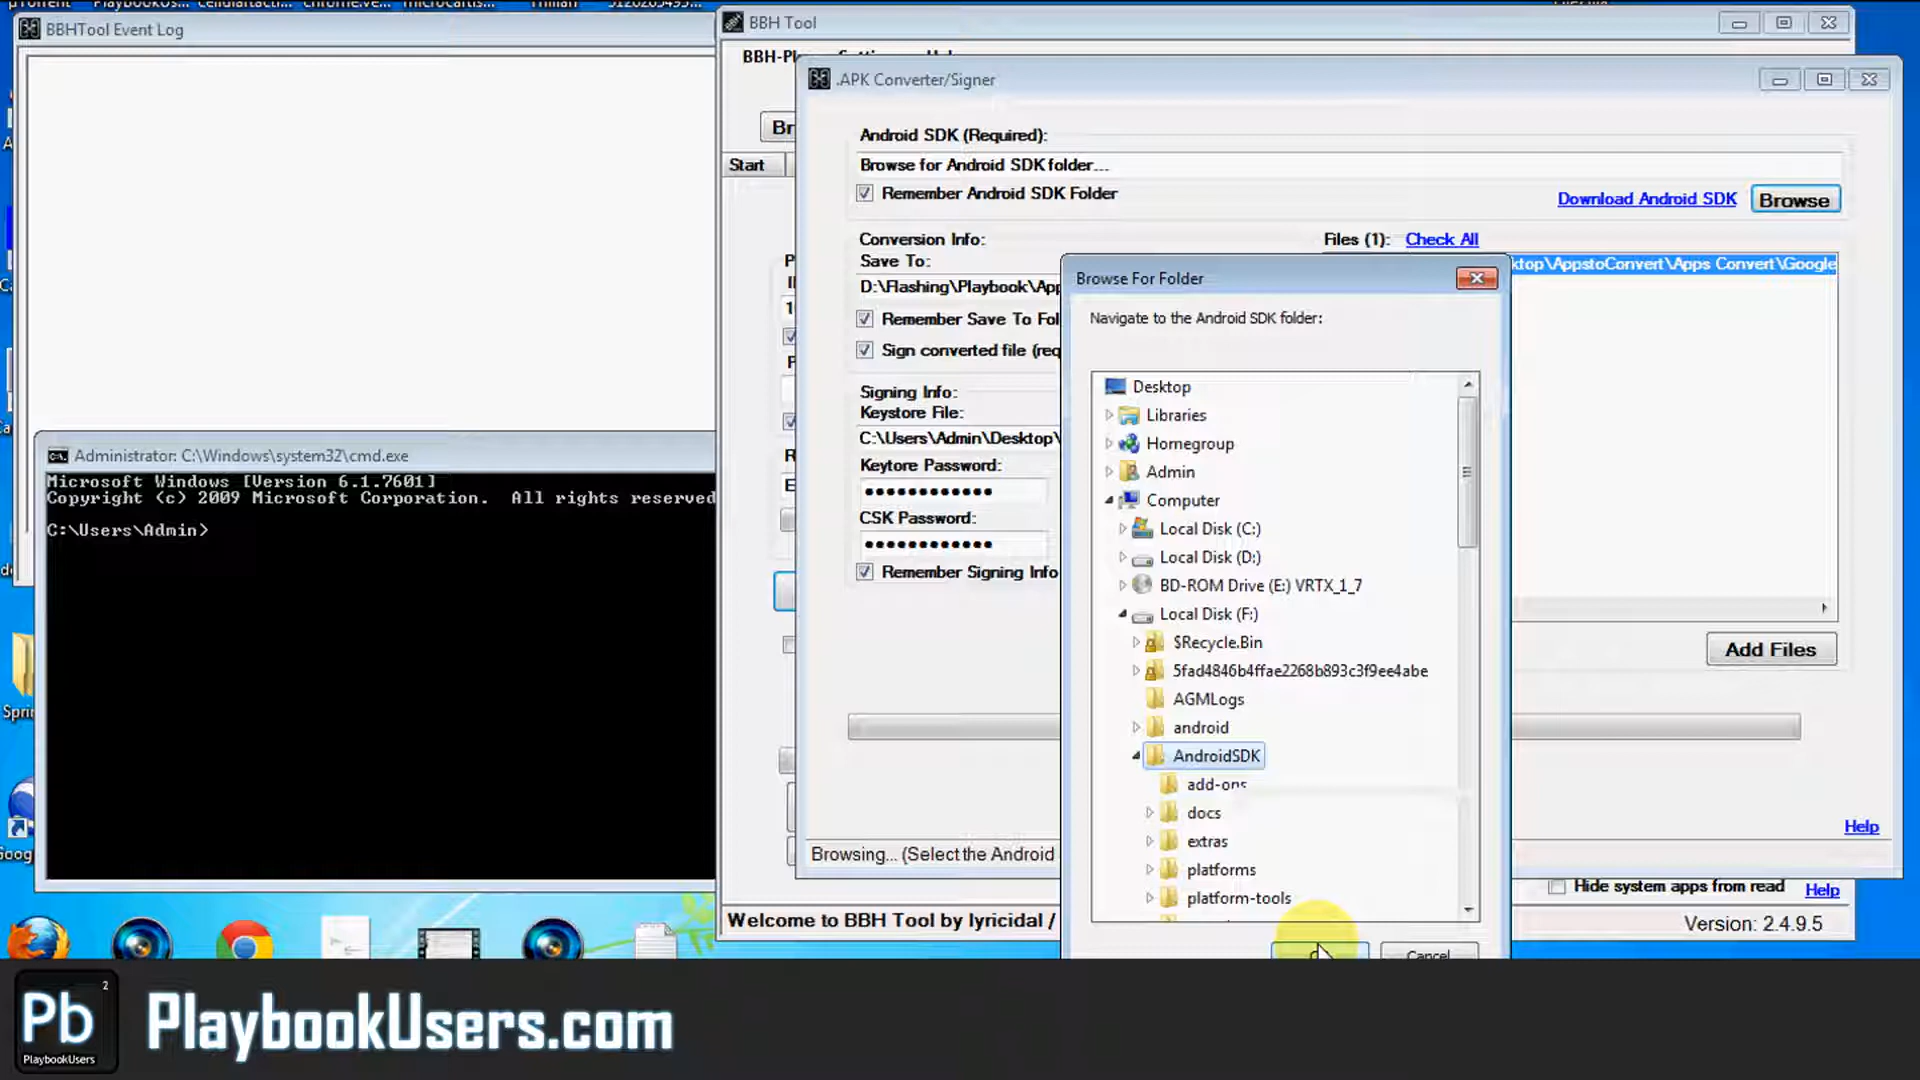 BBHTool Event Log
BBH Tool
.APK Converter/Signer
Android SDK (Required):
Browse for Android SDK folder...
Remember Android SDK Folder
Download Android SDK
Browse
Start
Conversion Info:
Save To:
D:\Flashing\Playbook\App
Remember Save To Fol
Sign converted file (req
Files (1):
Check All
ktop\AppstoConvert\Apps Convert\Google
Signing Info:
Keystore File:
C:\Users\Admin\Desktop\
Keytore Password:
••••••••••••
CSK Password:
••••••••••••
Remember Signing Info
Browse For Folder
Navigate to the Android SDK folder:
Desktop
Libraries
Homegroup
Admin
Computer
Local Disk (C:)
Local Disk (D:)
BD-ROM Drive (E:) VRTX_1_7
Local Disk (F:)
$Recycle.Bin
5fad4846b4ffae2268b893c3f9ee4abe
AGMLogs
android
AndroidSDK
add-ons
docs
extras
platforms
platform-tools
Cancel
Add Files
Help
Browsing... (Select the Android
Hide system apps from read
Help
Welcome to BBH Tool by lyricidal /
Version: 2.4.9.5
Administrator: C:\Windows\system32\cmd.exe
Microsoft Windows [Version 6.1.7601]
Copyright (c) 2009 Microsoft Corporation.  All rights reserved
C:\Users\Admin>
Pb
2
PlaybookUsers
PlaybookUsers.com